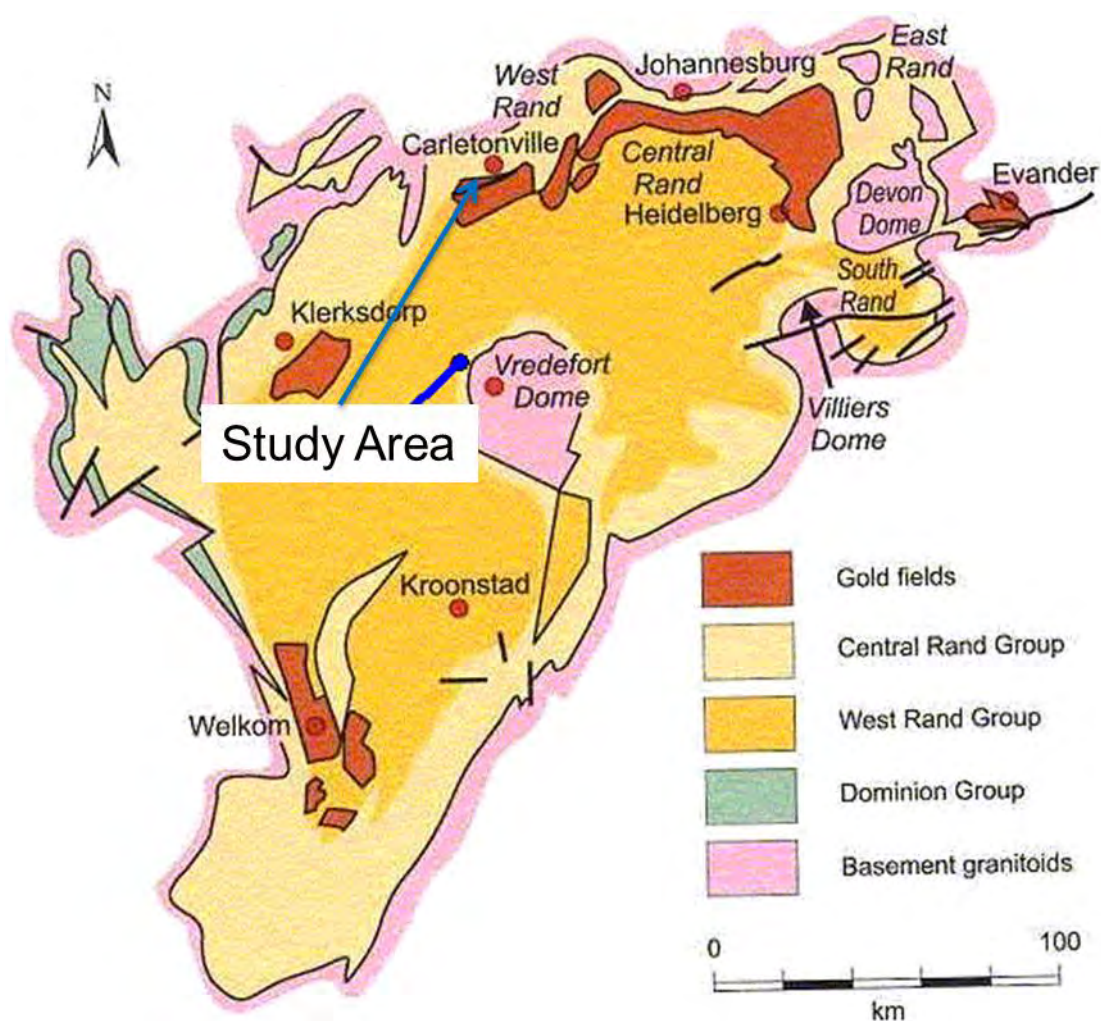 N
West
Rand
Johannesburg
East
Rand
Carletonville
Central
Rand
Heidelberg
Devon
Dome
Evander
South
Rand
Klerksdorp
Vredefort
Dome
Villiers
Dome
Study Area
Kroonstad
Welkom
Gold fields
Central Rand Group
West Rand Group
Dominion Group
Basement granitoids
0
100
km